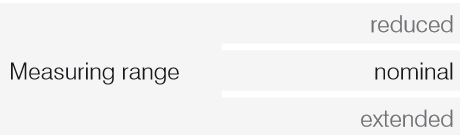 reduced
Measuring range nominal
extended